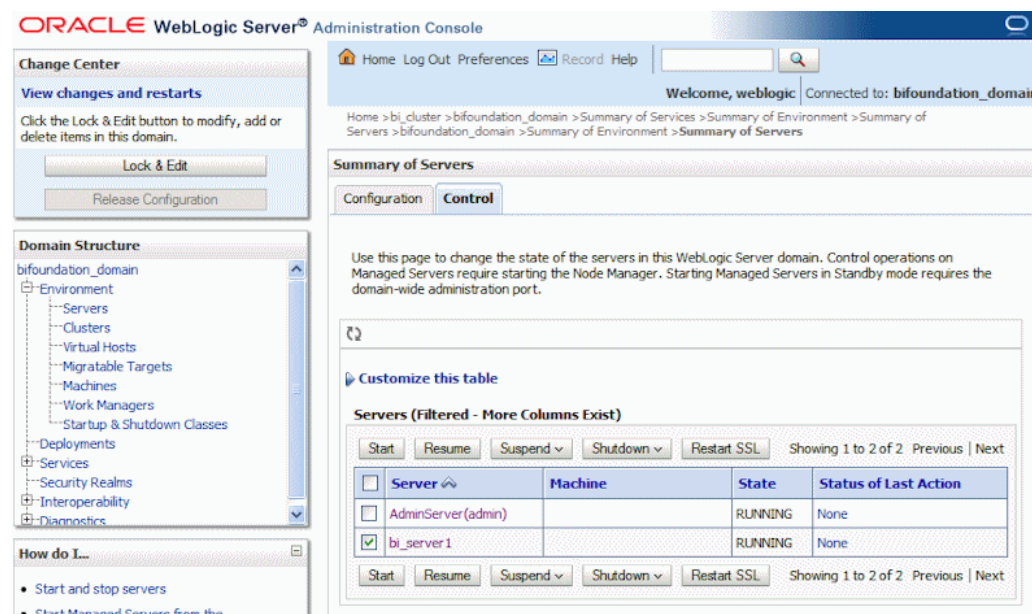 ORACLE WebLogic Server® Administration Console
Change Center
View changes and restarts
Click the Lock & Edit button to modify, add or
delete items in this domain.
Lock & Edit
Release Configuration
Domain Structure
bifoundation_domain
Environment
Servers
Clusters
Virtual Hosts
Migratable Targets
Machines
Work Managers
Startup & Shutdown Classes
Deployments
Services
Security Realms
Interoperability
Diagnostics
How do I...
• Start and stop servers
• Start Managed Servers from the
Home Log Out Preferences Record Help
Welcome, weblogic Connected to: bifoundation_domain
Home >bi_cluster >bifoundation_domain >Summary of Services >Summary of Environment >Summary of
Servers >bifoundation_domain >Summary of Environment >Summary of Servers
Summary of Servers
Configuration Control
Use this page to change the state of the servers in this WebLogic Server domain. Control operations on
Managed Servers require starting the Node Manager. Starting Managed Servers in Standby mode requires the
domain-wide administration port.
Customize this table
Servers (Filtered - More Columns Exist)
Start Resume Suspend Shutdown Restart SSL Showing 1 to 2 of 2 Previous | Next
Server Machine State Status of Last Action
AdminServer(admin) RUNNING None
bi_server1 RUNNING None
Start Resume Suspend Shutdown Restart SSL Showing 1 to 2 of 2 Previous | Next